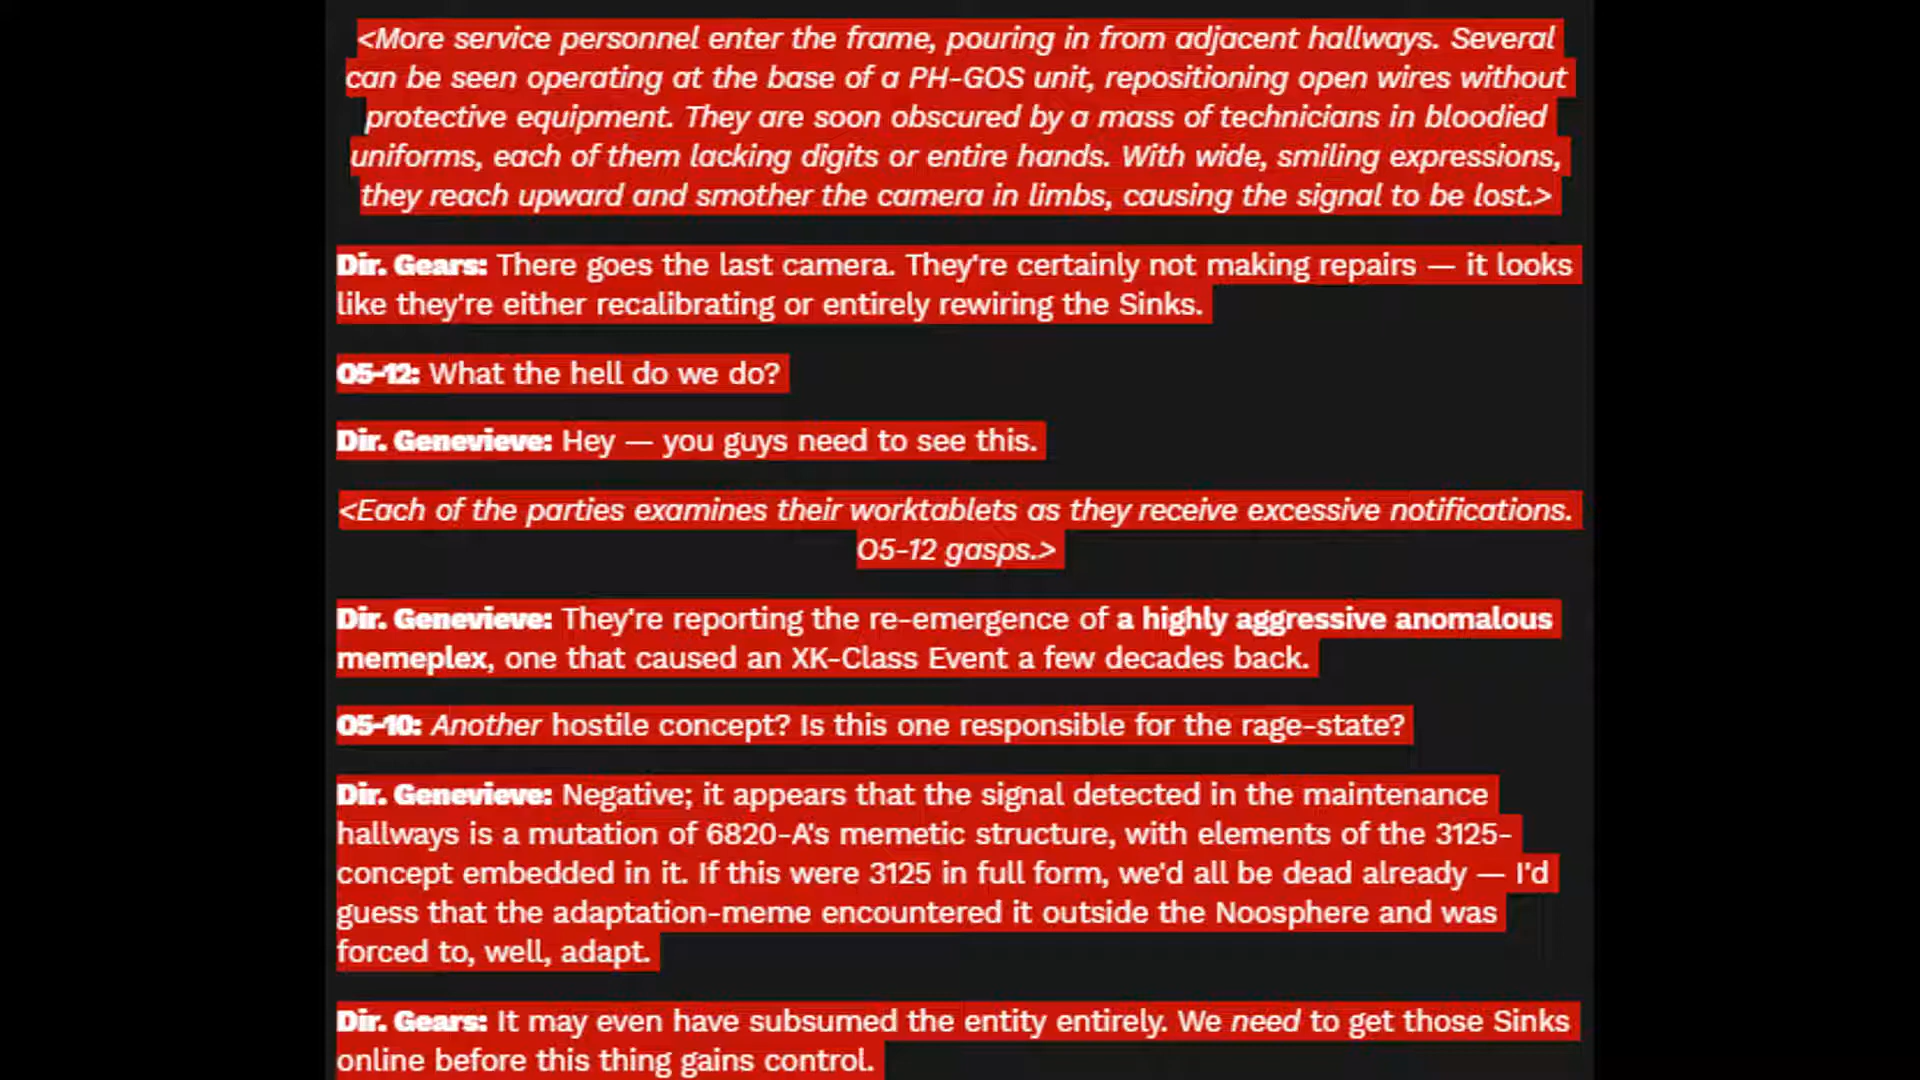 <More service personnel enter the frame, pouring in from adjacent hallways. Several
can be seen operating at the base of a PH-GOS unit, repositioning open wires without
protective equipment. They are soon obscured by a mass of technicians in bloodied
uniforms, each of them lacking digits or entire hands. With wide, smiling expressions,
they reach upward and smother the camera in limbs, causing the signal to be lost.>
Dir. Gears: There goes the last camera. They're certainly not making repairs — it looks
like they're either recalibrating or entirely rewiring the Sinks.
O5-12: What the hell do we do?
Dir. Genevieve: Hey — you guys need to see this.
<Each of the parties examines their worktablets as they receive excessive notifications.
O5-12 gasps.>
Dir. Genevieve: They're reporting the re-emergence of a highly aggressive anomalous
memeplex, one that caused an XK-Class Event a few decades back.
O5-10: Another hostile concept? Is this one responsible for the rage-state?
Dir. Genevieve: Negative; it appears that the signal detected in the maintenance
hallways is a mutation of 6820-A's memetic structure, with elements of the 3125-
concept embedded in it. If this were 3125 in full form, we'd all be dead already — I'd
guess that the adaptation-meme encountered it outside the Noosphere and was
forced to, well, adapt.
Dir. Gears: It may even have subsumed the entity entirely. We need to get those Sinks
online before this thing gains control.